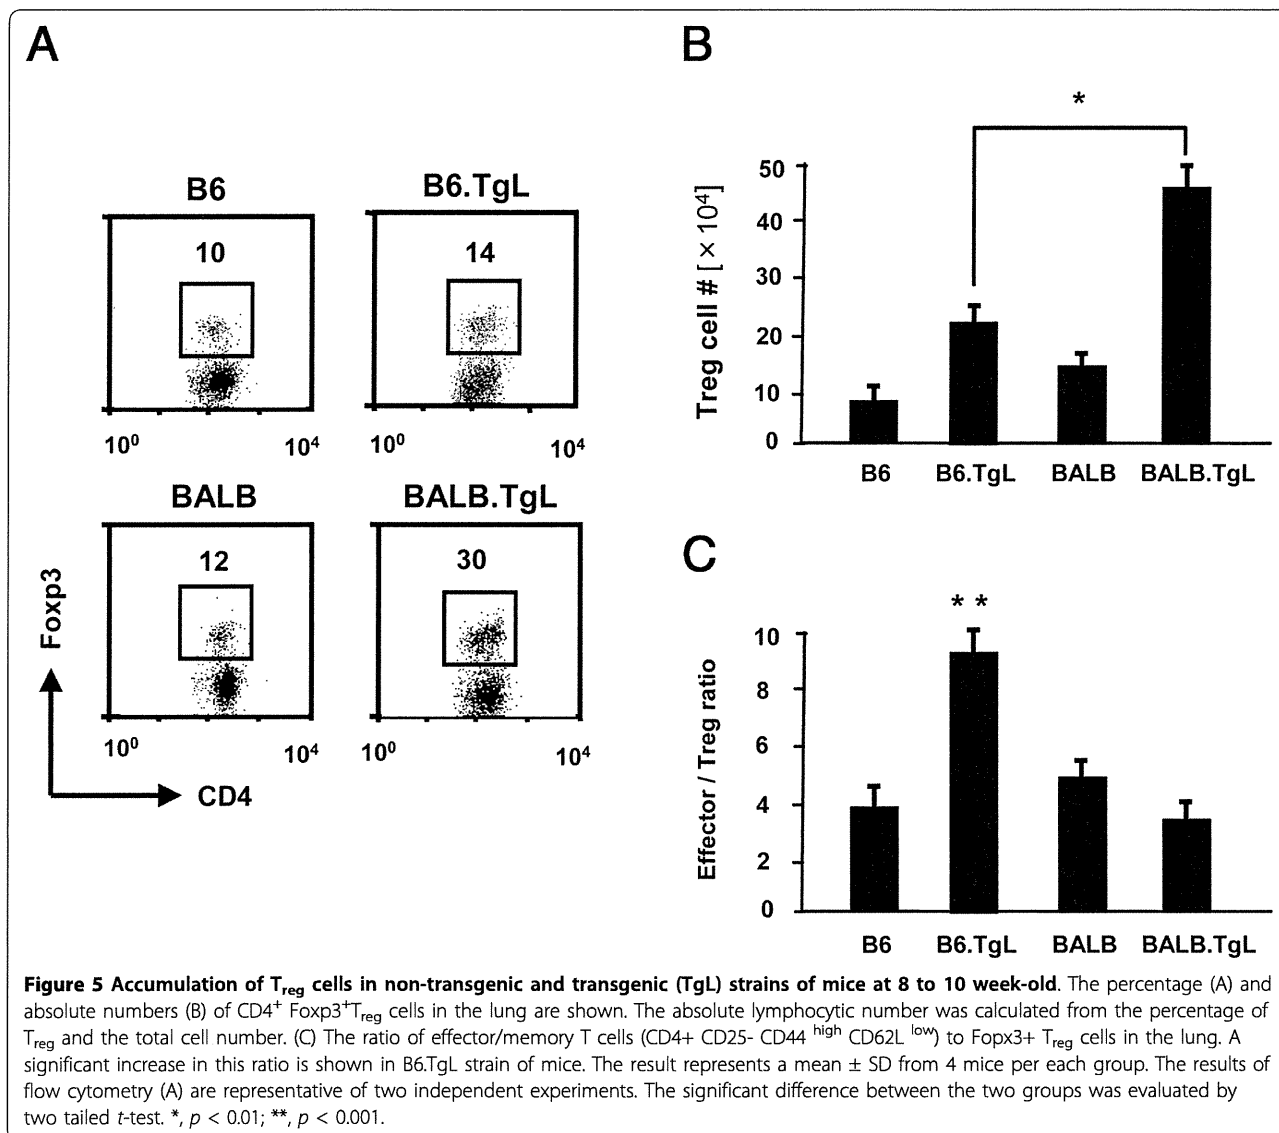 A
B6
10
10⁰ 10⁴
B6.TgL
14
10⁰ 10⁴
BALB
12
10⁰ 10⁴
BALB.TgL
30
10⁰ 10⁴
Foxp3
CD4
B
*
Treg cell # [×10⁴]
50
40
30
20
10
0
B6 B6.TgL BALB BALB.TgL
C
* *
Effector / Treg ratio
10
8
6
4
2
0
B6 B6.TgL BALB BALB.TgL
Figure 5 Accumulation of Treg cells in non-transgenic and transgenic (TgL) strains of mice at 8 to 10 week-old. The percentage (A) and
absolute numbers (B) of CD4⁺ Foxp3⁺Treg cells in the lung are shown. The absolute lymphocytic number was calculated from the percentage of
Treg and the total cell number. (C) The ratio of effector/memory T cells (CD4+ CD25- CD44 high CD62L low) to Fopx3+ Treg cells in the lung. A
significant increase in this ratio is shown in B6.TgL strain of mice. The result represents a mean ± SD from 4 mice per each group. The results of
flow cytometry (A) are representative of two independent experiments. The significant difference between the two groups was evaluated by
two tailed t-test. *, p < 0.01; **, p < 0.001.